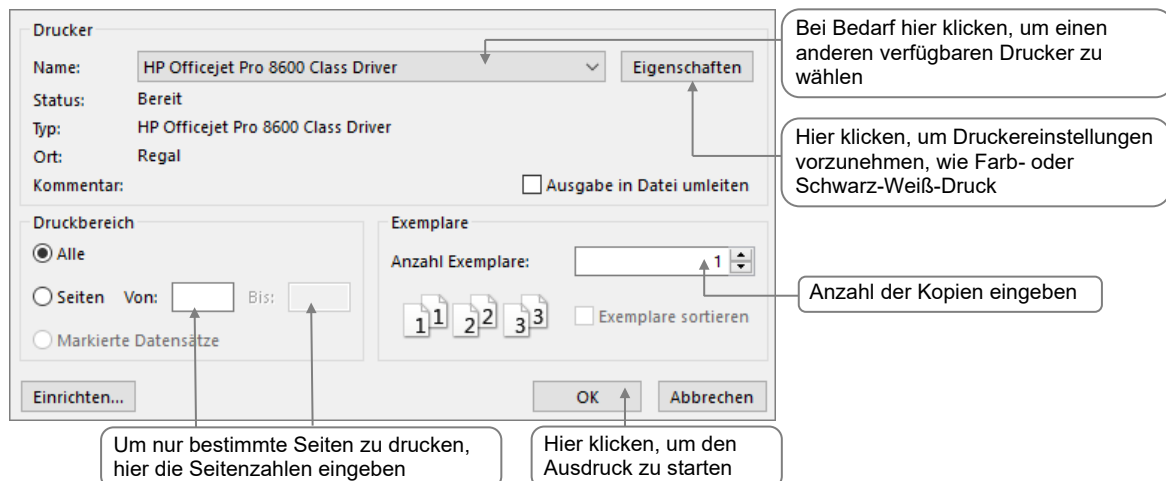 Drucker
Name:
HP Officejet Pro 8600 Class Driver
Eigenschaften
Status:
Bereit
Typ:
HP Officejet Pro 8600 Class Driver
Ort:
Regal
Kommentar:
Ausgabe in Datei umleiten
Bei Bedarf hier klicken, um einen
anderen verfügbaren Drucker zu
wählen
Hier klicken, um Druckereinstellungen
vorzunehmen, wie Farb- oder
Schwarz-Weiß-Druck
Druckbereich
Alle
Seiten Von: Bis:
Markierte Datensätze
Exemplare
Anzahl Exemplare:
1
1 1 2 2 3 3
Exemplare sortieren
Anzahl der Kopien eingeben
Einrichten...
OK
Abbrechen
Um nur bestimmte Seiten zu drucken,
hier die Seitenzahlen eingeben
Hier klicken, um den
Ausdruck zu starten